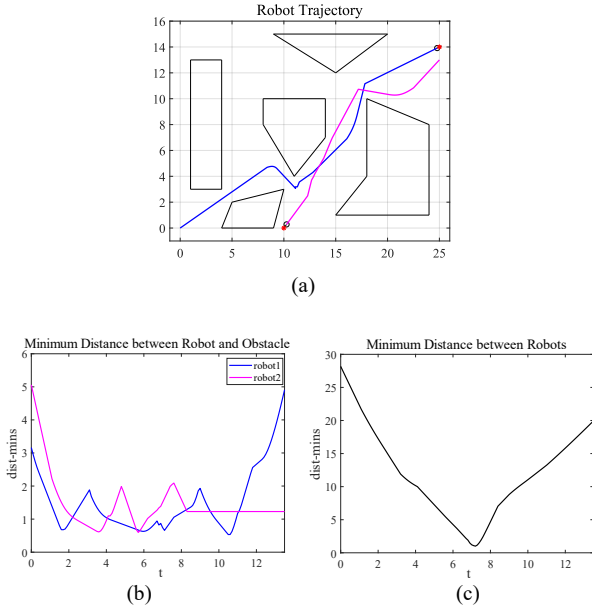 Robot Trajectory
16
14
12
10
8
6
4
2
0
0 5 10 15 20 25
(a)
Minimum Distance between Robot and Obstacle
6
5
4
3
2
1
0
dist-mins
robot1
robot2
0 2 4 6 8 10 12
t
(b)
Minimum Distance between Robots
30
25
20
15
10
5
0
dist-mins
0 2 4 6 8 10 12
t
(c)